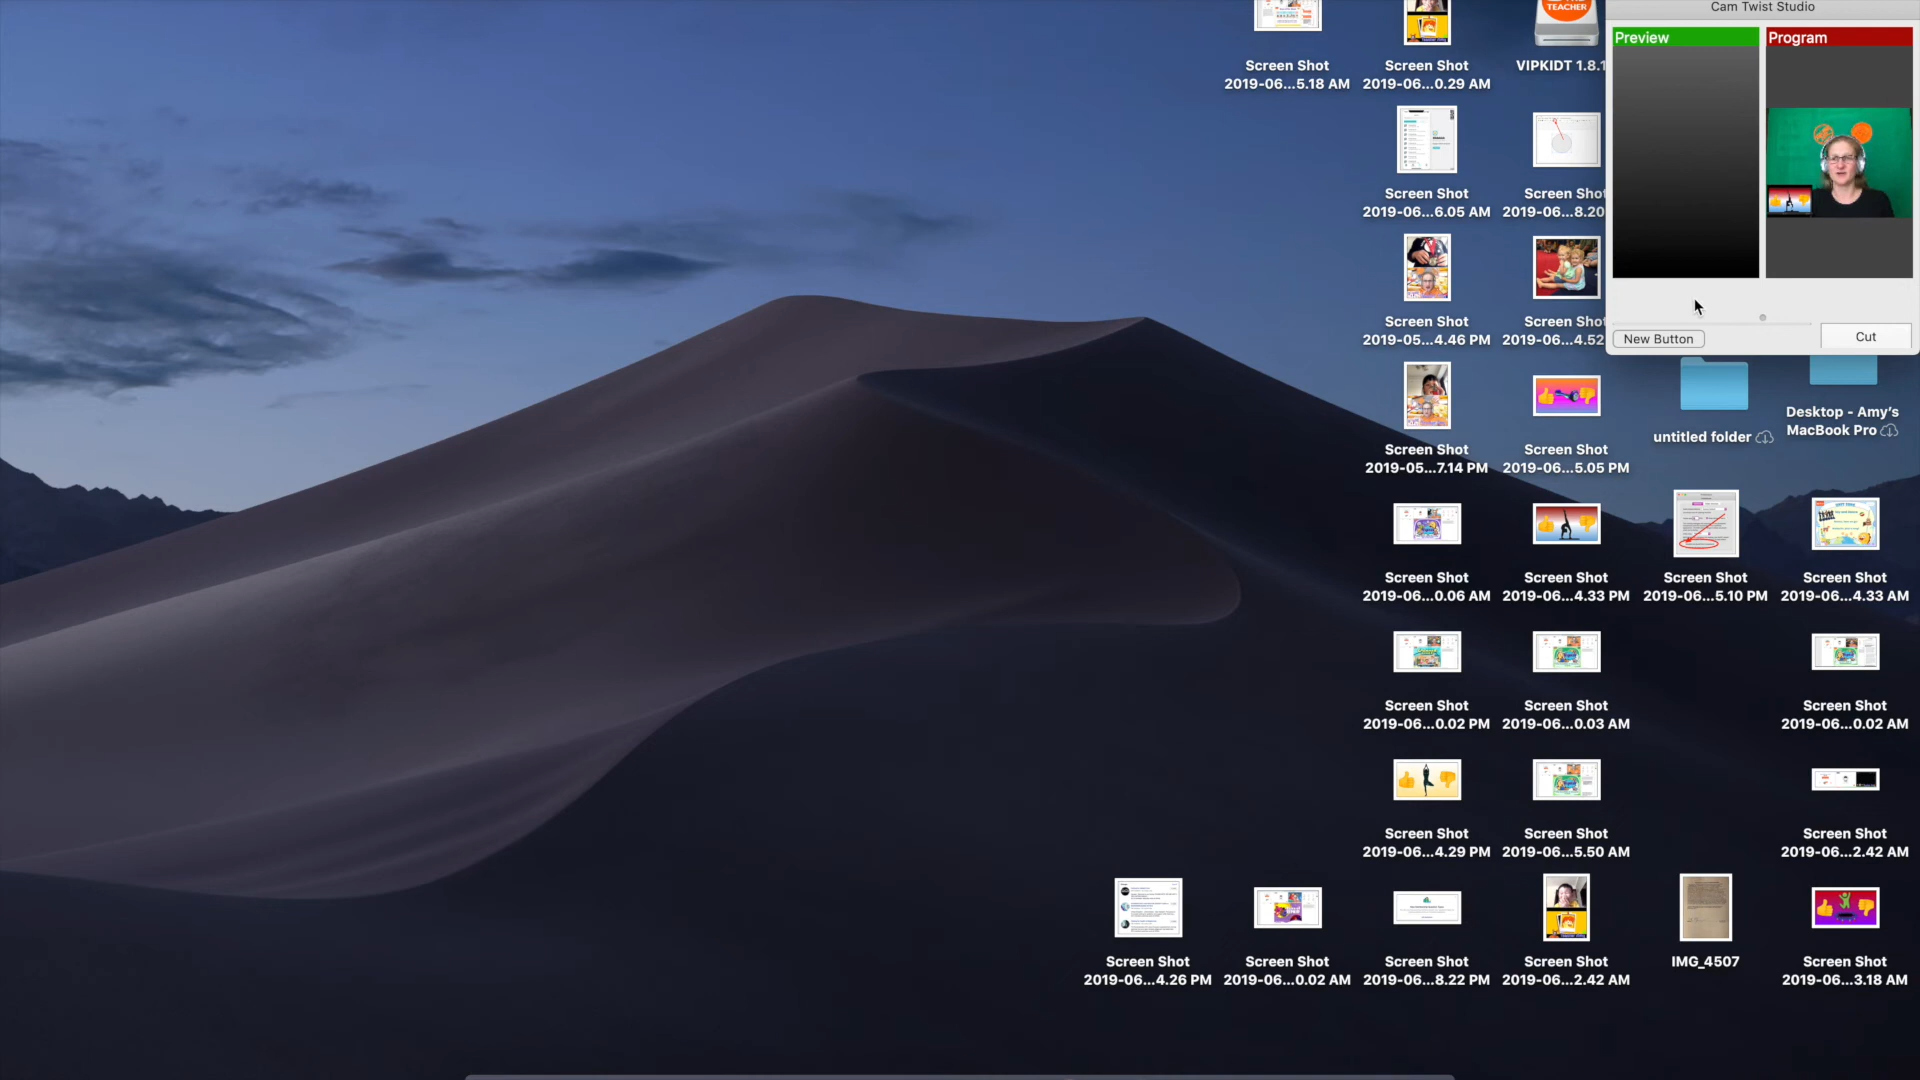 Cam Twist Studio
Preview
Program
TEACHER
Screen Shot
2019-06...5.18 AM
Screen Shot
2019-06...0.29 AM
VIPKIDT 1.8.1
Screen Shot
2019-06...6.05 AM
Screen Shot
2019-06...8.20
Screen Shot
2019-05...4.46 PM
Screen Shot
2019-06...4.52
New Button
Cut
Screen Shot
2019-05...7.14 PM
Screen Shot
2019-06...5.05 PM
untitled folder
Desktop - Amy's
MacBook Pro
Screen Shot
2019-06...0.06 AM
Screen Shot
2019-06...4.33 PM
Screen Shot
2019-06...5.10 PM
Screen Shot
2019-06...4.33 AM
Screen Shot
2019-06...0.02 PM
Screen Shot
2019-06...0.03 AM
Screen Shot
2019-06...0.02 AM
Screen Shot
2019-06...4.29 PM
Screen Shot
2019-06...5.50 AM
Screen Shot
2019-06...2.42 AM
Screen Shot
2019-06...4.26 PM
Screen Shot
2019-06...0.02 AM
Screen Shot
2019-06...8.22 PM
Screen Shot
2019-06...2.42 AM
IMG_4507
Screen Shot
2019-06...3.18 AM